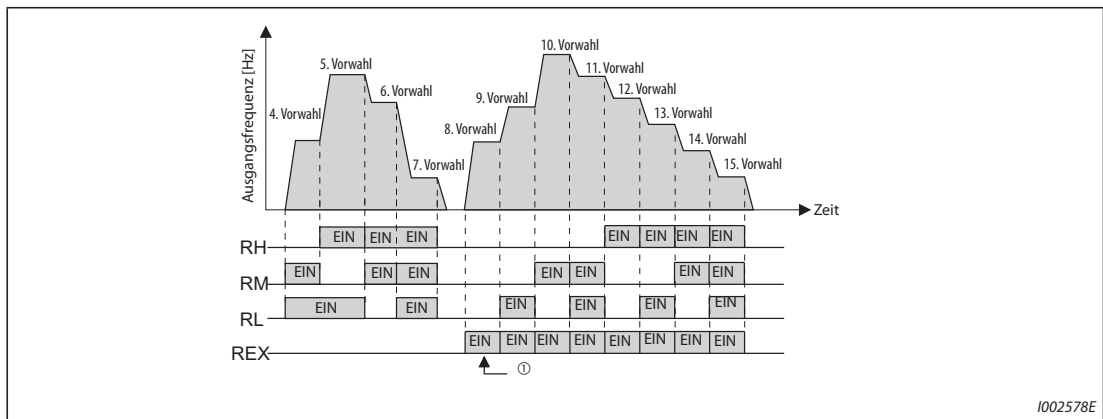 Ausgangsfrequenz [Hz]
4. Vorwahl
5. Vorwahl
6. Vorwahl
7. Vorwahl
8. Vorwahl
9. Vorwahl
10. Vorwahl
11. Vorwahl
12. Vorwahl
13. Vorwahl
14. Vorwahl
15. Vorwahl
Zeit
RH EIN EIN EIN EIN EIN EIN EIN
RM EIN EIN EIN EIN EIN EIN EIN
RL EIN EIN EIN EIN EIN EIN
REX EIN EIN EIN EIN EIN EIN EIN EIN
①
I002578E